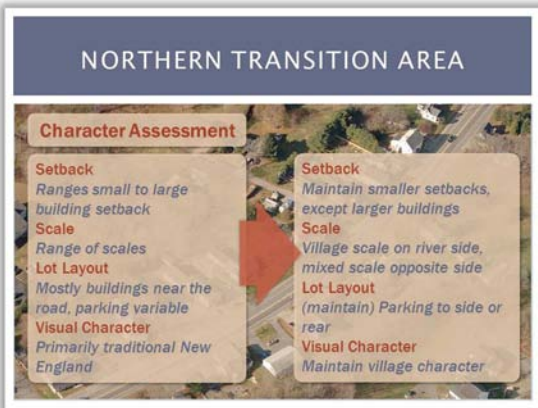 NORTHERN TRANSITION AREA
Character Assessment
Setback
Ranges small to large
building setback
Scale
Range of scales
Lot Layout
Mostly buildings near the
road, parking variable
Visual Character
Primarily traditional New
England
Setback
Maintain smaller setbacks,
except larger buildings
Scale
Village scale on river side,
mixed scale opposite side
Lot Layout
(maintain) Parking to side or
rear
Visual Character
Maintain village character